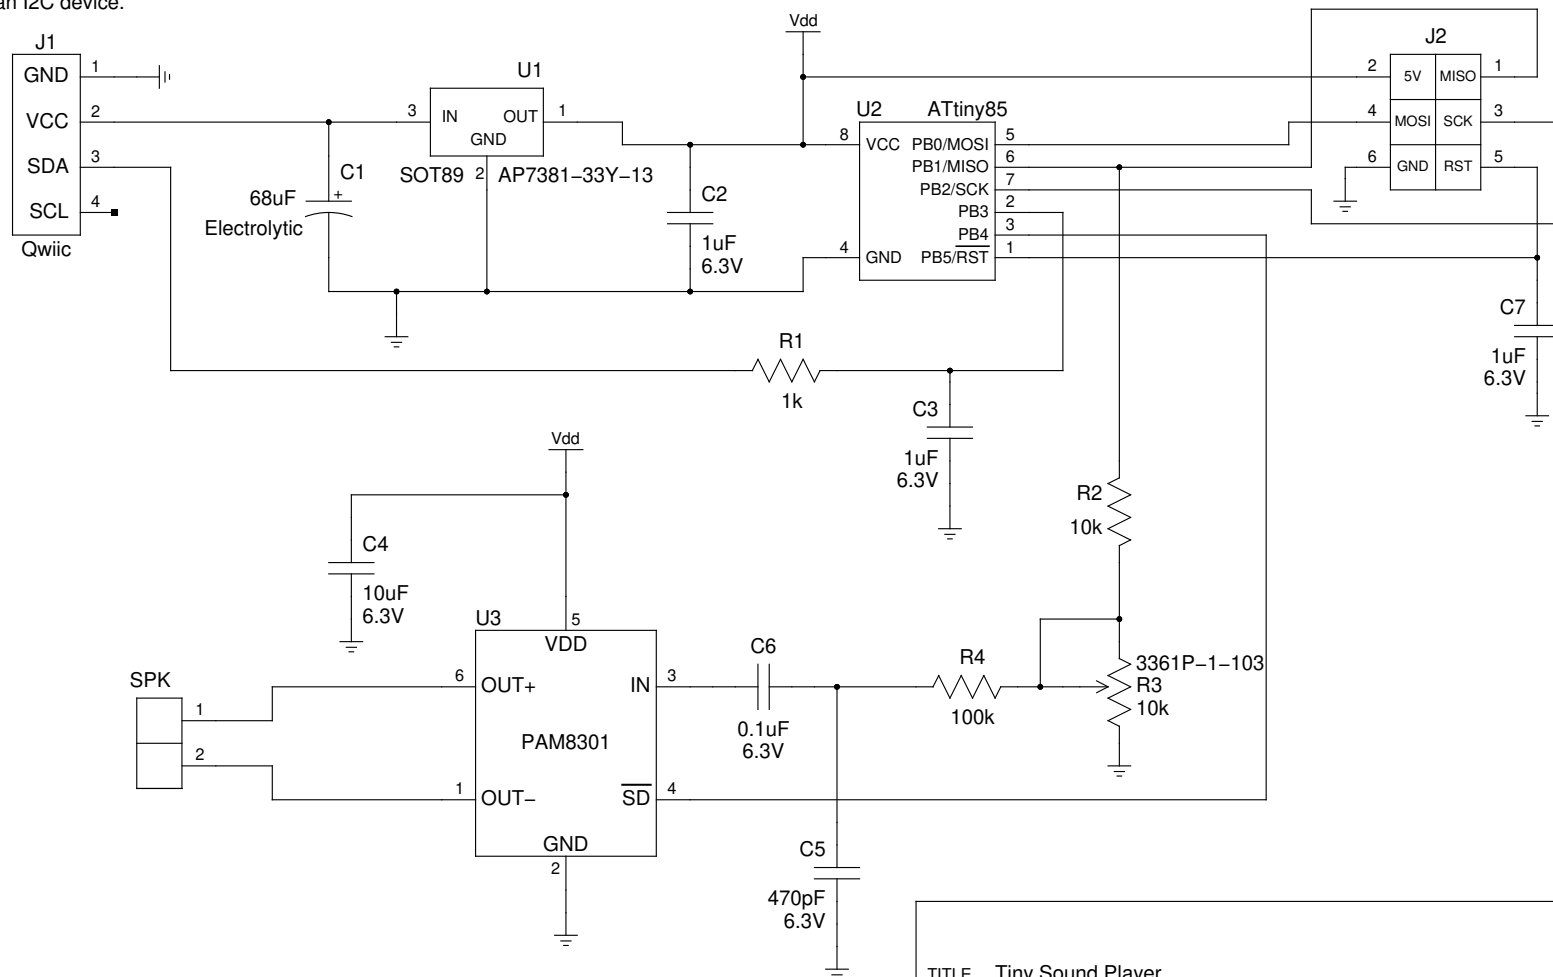 an I2C device.
J1
GND 1
VCC 2
SDA 3
SCL 4
Qwiic
U1
3 IN OUT 1
GND
SOT89 2 AP7381−33Y−13
C1
68uF +
Electrolytic
C2
1uF
6.3V
Vdd
U2 ATtiny85
8 VCC PB0/MOSI 5
PB1/MISO 6
PB2/SCK 7
PB3 2
PB4 3
4 GND PB5/RST 1
J2
2 5V MISO 1
4 MOSI SCK 3
6 GND RST 5
C7
1uF
6.3V
R1
1k
C3
1uF
6.3V
Vdd
C4
10uF
6.3V
R2
10k
U3
5
VDD
6 OUT+ IN 3
PAM8301
1 OUT− SD 4
GND
2
SPK
1
2
C6
0.1uF
6.3V
R4
100k
3361P−1−103
R3
10k
C5
470pF
6.3V
TITLE Tiny Sound Player